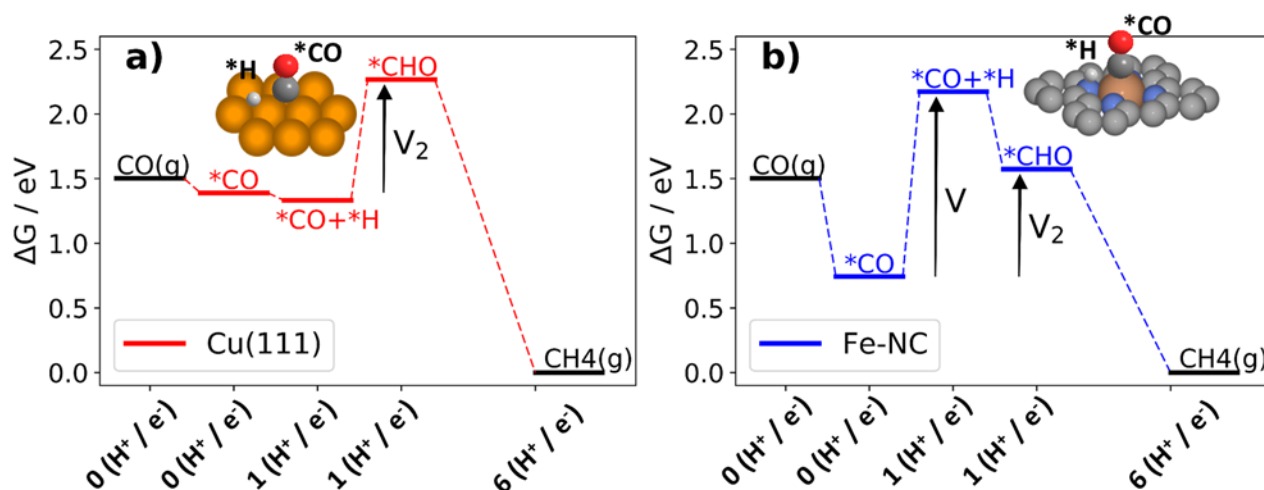 a)
*CO
*H
2.5
2.0
1.5
1.0
0.5
0.0
ΔG / eV
CO(g)
*CO
*CO+*H
*CHO
V₂
CH4(g)
Cu(111)
0 (H⁺ / e⁻)
0 (H⁺ / e⁻)
1 (H⁺ / e⁻)
1 (H⁺ / e⁻)
6 (H⁺ / e⁻)
b)
*CO
*H
2.5
2.0
1.5
1.0
0.5
0.0
ΔG / eV
CO(g)
*CO
*CO+*H
*CHO
V
V₂
CH4(g)
Fe-NC
0 (H⁺ / e⁻)
0 (H⁺ / e⁻)
1 (H⁺ / e⁻)
1 (H⁺ / e⁻)
6 (H⁺ / e⁻)